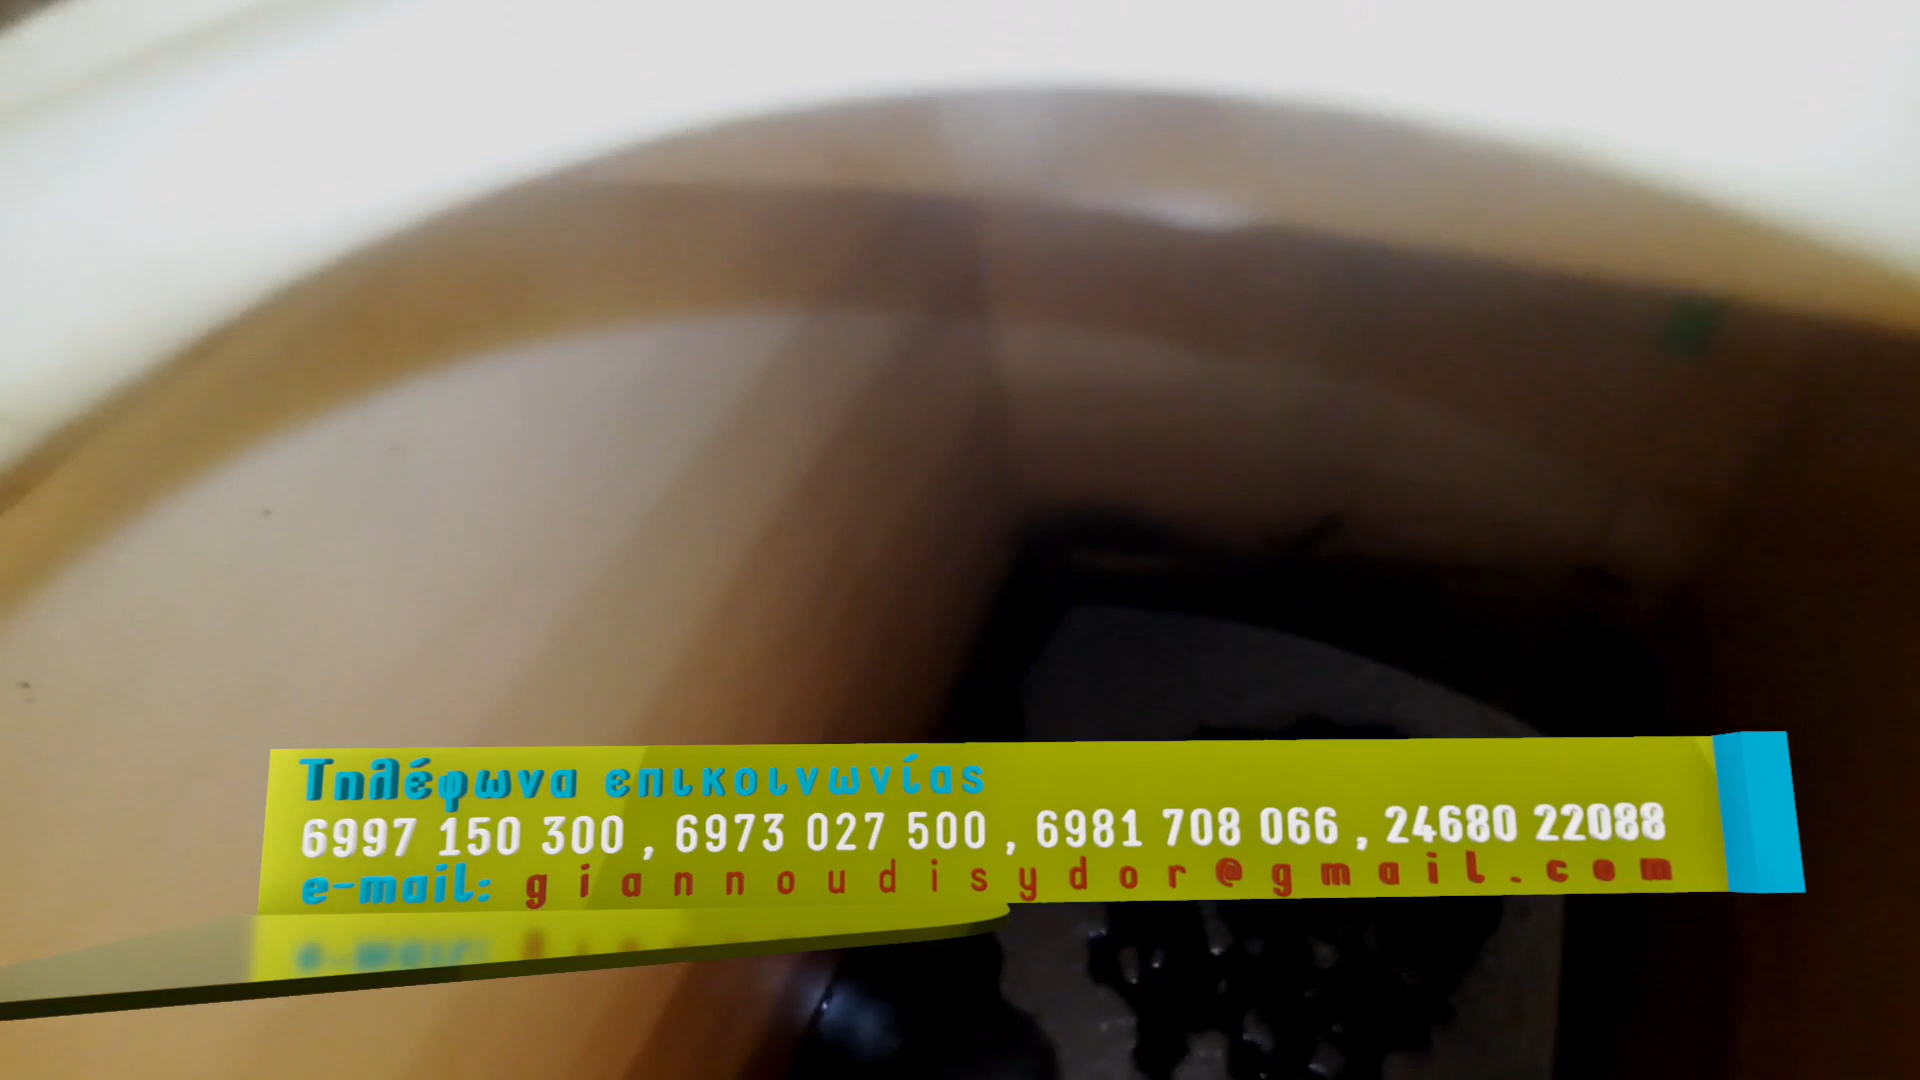 Τηλέφωνα επικοινωνίας
6997 150 300 , 6973 027 500 , 6981 708 066 , 24680 22088
e-mail: giannoudisydor@gmail.com